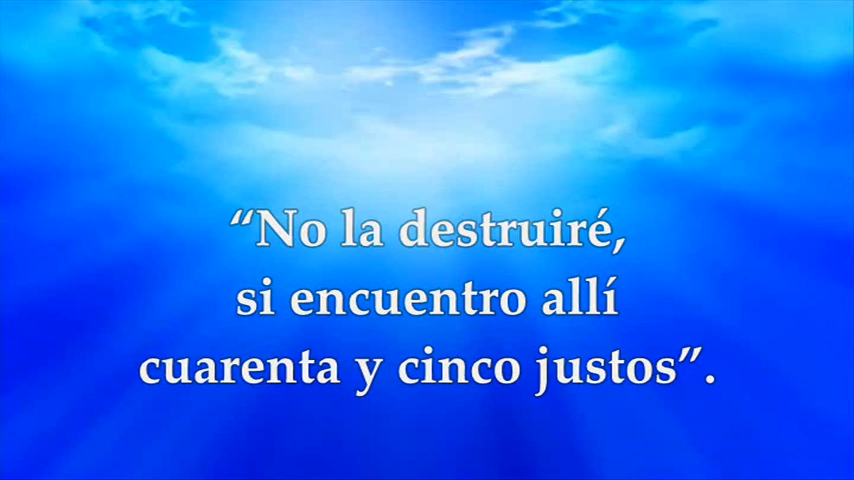 “No la destruiré,
si encuentro allí
cuarenta y cinco justos”.